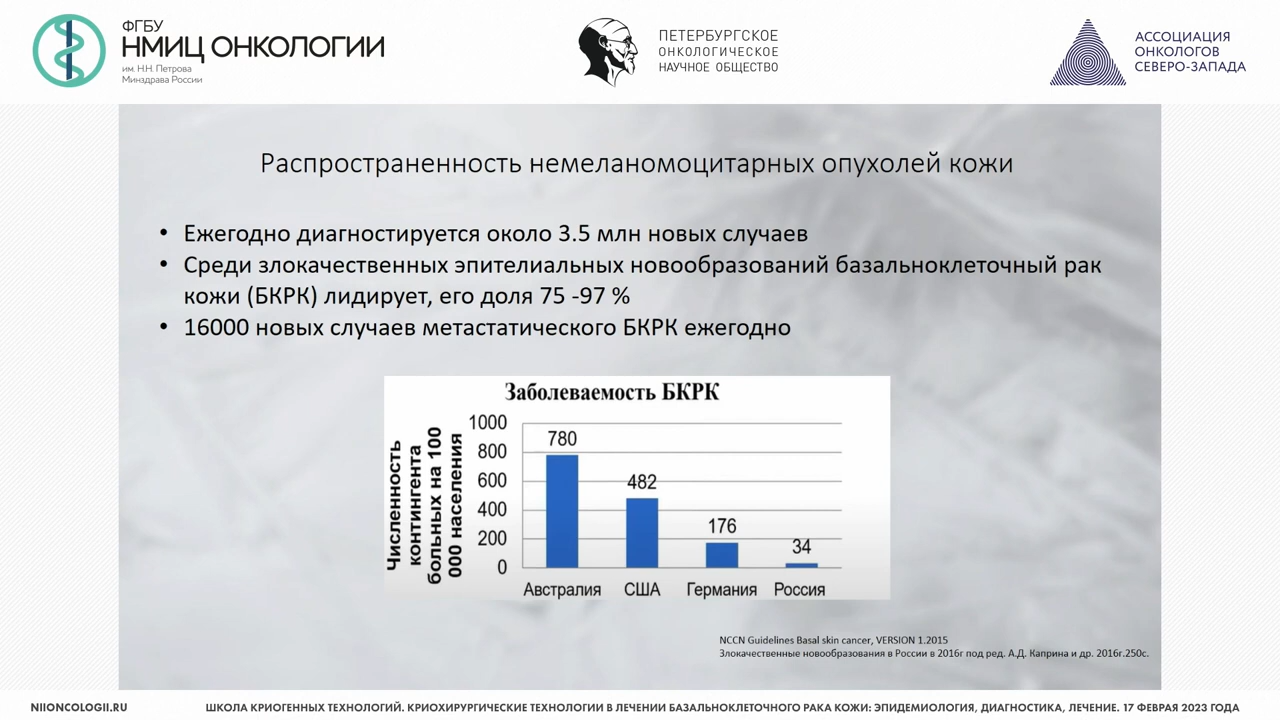 ФГБУ
НМИЦ ОНКОЛОГИИ
им. Н.Н. Петрова
Минздрава России
ПЕТЕРБУРГСКОЕ
ОНКОЛОГИЧЕСКОЕ
НАУЧНОЕ ОБЩЕСТВО
АССОЦИАЦИЯ
ОНКОЛОГОВ
СЕВЕРО-ЗАПАДА
Распространенность немеланомоцитарных опухолей кожи
• Ежегодно диагностируется около 3.5 млн новых случаев
• Среди злокачественных эпителиальных новообразований базальноклеточный рак
кожи (БКРК) лидирует, его доля 75 -97 %
• 16000 новых случаев метастатического БКРК ежегодно
Заболеваемость БКРК
Численность
контингента
больных на 100
000 населения
1000
800
600
400
200
0
780
482
176
34
Австралия
США
Германия
Россия
NCCN Guidelines Basal skin cancer, VERSION 1.2015
Злокачественные новообразования в России в 2016г под ред. А.Д. Каприна и др. 2016г.250с.
NIIONCOLOGII.RU
ШКОЛА КРИОГЕННЫХ ТЕХНОЛОГИЙ. КРИОХИРУРГИЧЕСКИЕ ТЕХНОЛОГИИ В ЛЕЧЕНИИ БАЗАЛЬНОКЛЕТОЧНОГО РАКА КОЖИ: ЭПИДЕМИОЛОГИЯ, ДИАГНОСТИКА, ЛЕЧЕНИЕ. 17 ФЕВРАЯ 2023 ГОДА